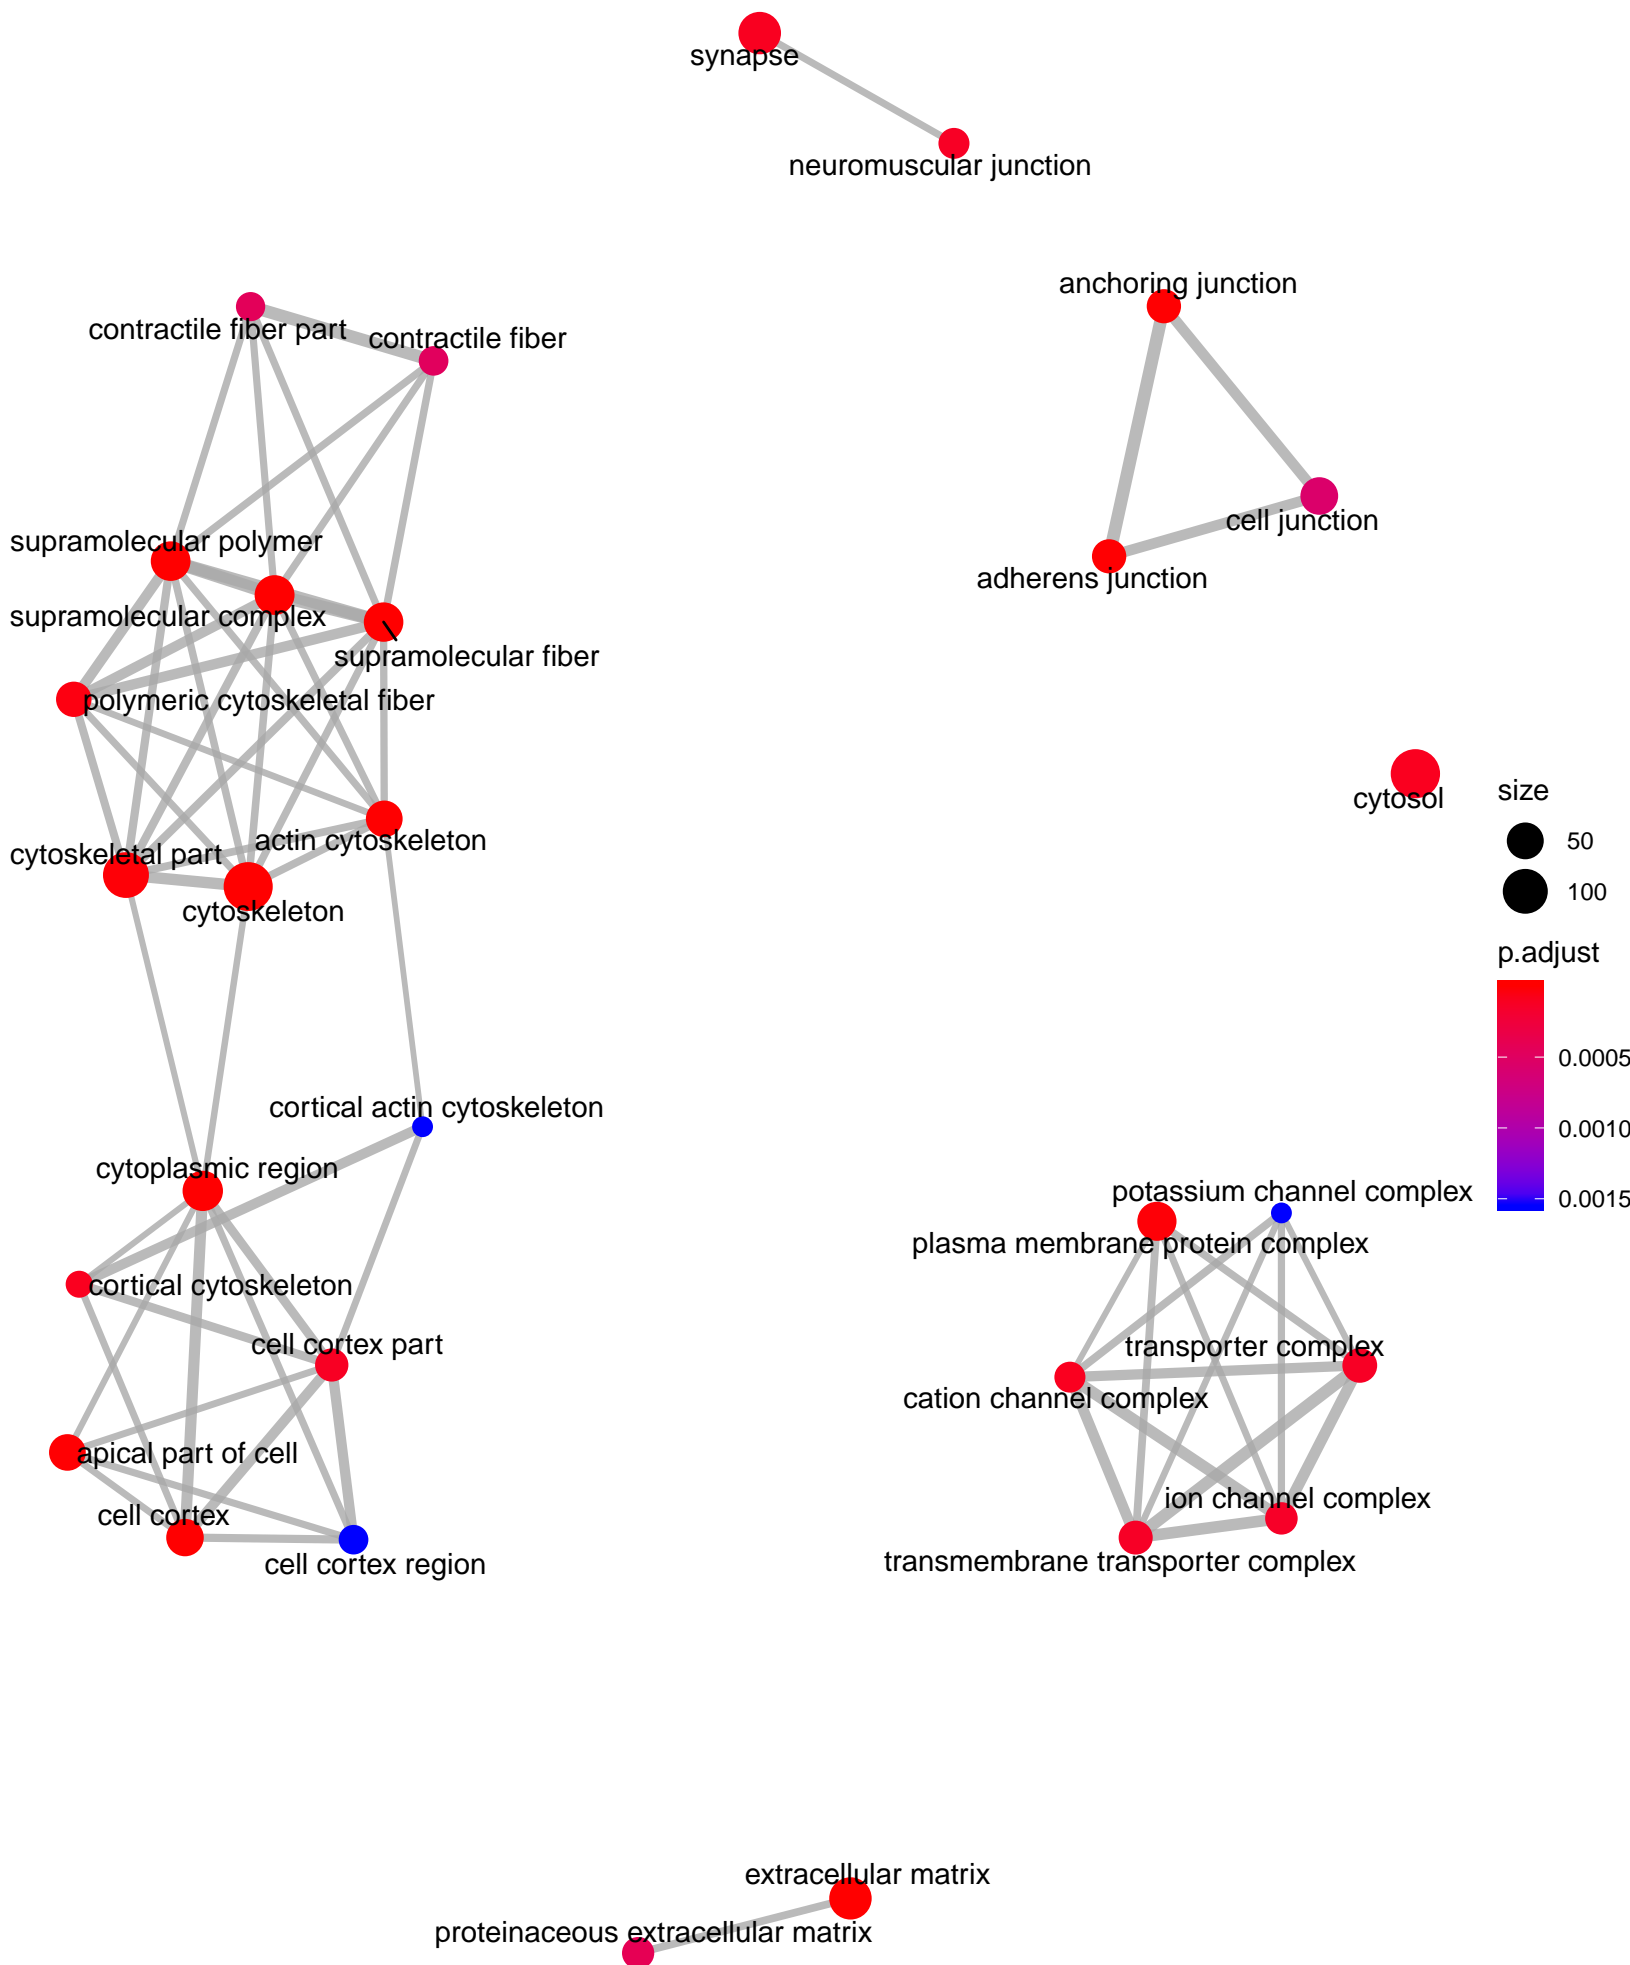 synapse
neuromuscular junction
anchoring junction
contractile fiber part
contractile fiber
cell junction
supramolecular polymer
adherens junction
supramolecular complex
supramolecular fiber
polymeric cytoskeletal fiber
cytosol
size
50
100
actin cytoskeleton
cytoskeletal part
cytoskeleton
p.adjust
0.0005
0.0010
0.0015
cortical actin cytoskeleton
cytoplasmic region
potassium channel complex
plasma membrane protein complex
cortical cytoskeleton
cell cortex part
transporter complex
cation channel complex
apical part of cell
ion channel complex
cell cortex
cell cortex region
transmembrane transporter complex
extracellular matrix
proteinaceous extracellular matrix